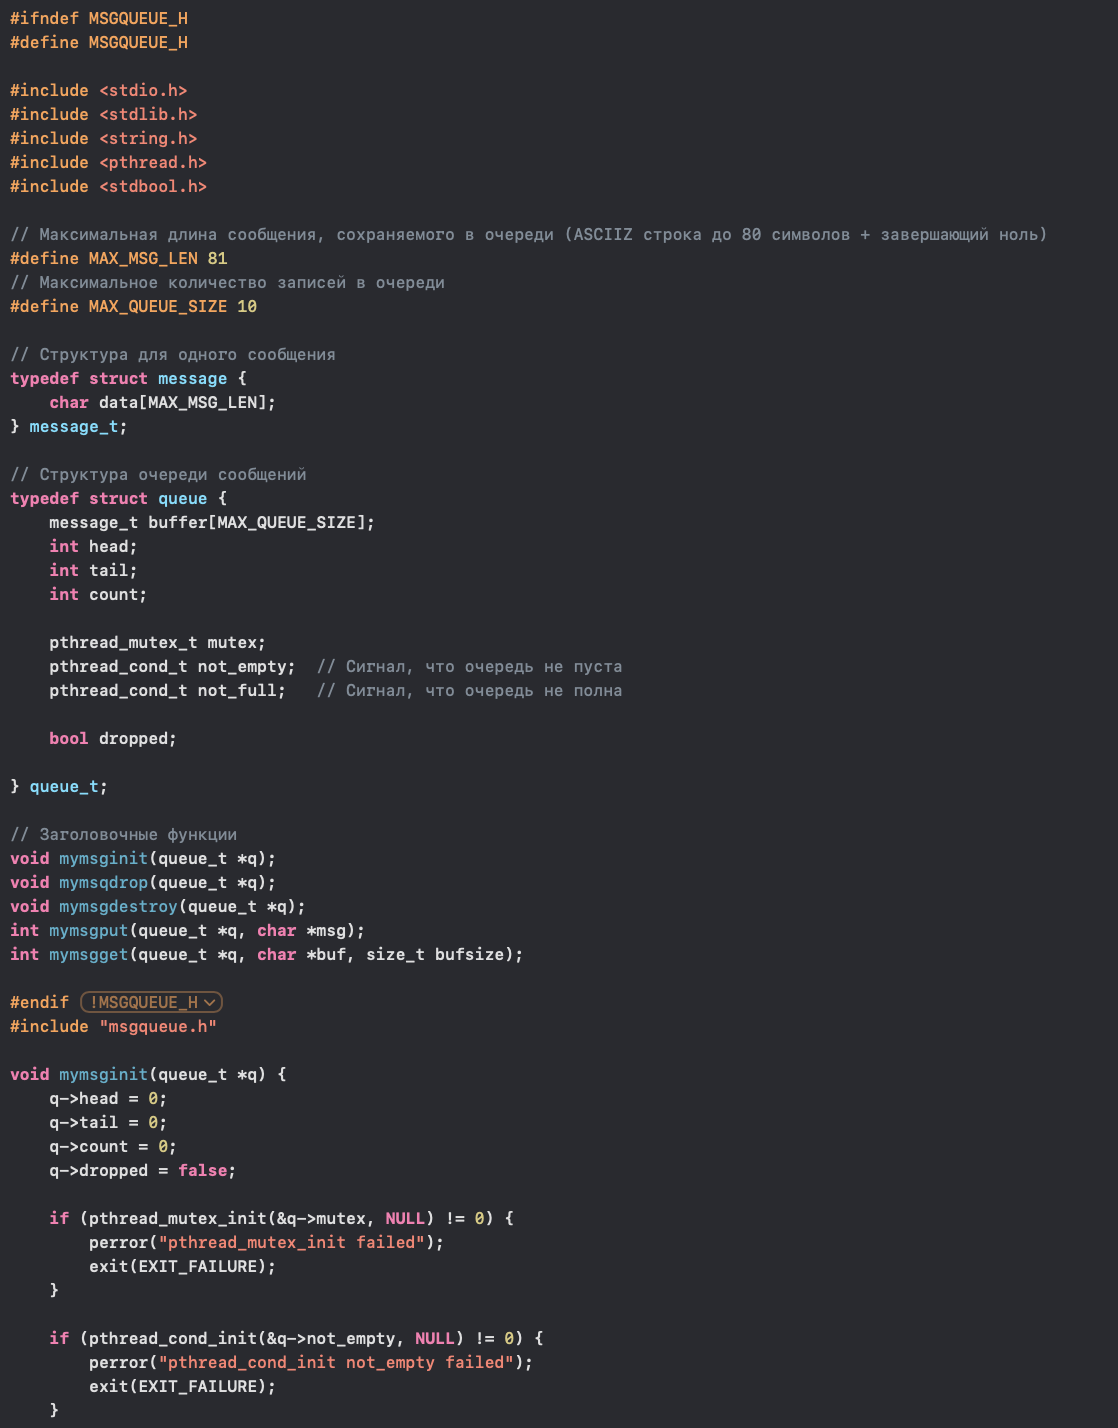 #ifndef MSGQUEUE_H
#define MSGQUEUE_H

#include <stdio.h>
#include <stdlib.h>
#include <string.h>
#include <pthread.h>
#include <stdbool.h>

// Максимальная длина сообщения, сохраняемого в очереди (ASCIIZ строка до 80 символов + завершающий ноль)
#define MAX_MSG_LEN 81
// Максимальное количество записей в очереди
#define MAX_QUEUE_SIZE 10

// Структура для одного сообщения
typedef struct message {
    char data[MAX_MSG_LEN];
} message_t;

// Структура очереди сообщений
typedef struct queue {
    message_t buffer[MAX_QUEUE_SIZE];
    int head;
    int tail;
    int count;

    pthread_mutex_t mutex;
    pthread_cond_t not_empty;  // Сигнал, что очередь не пуста
    pthread_cond_t not_full;   // Сигнал, что очередь не полна

    bool dropped;

} queue_t;

// Заголовочные функции
void mymsginit(queue_t *q);
void mymsqdrop(queue_t *q);
void mymsgdestroy(queue_t *q);
int mymsgput(queue_t *q, char *msg);
int mymsgget(queue_t *q, char *buf, size_t bufsize);

#endif !MSGQUEUE_H
#include "msgqueue.h"

void mymsginit(queue_t *q) {
    q->head = 0;
    q->tail = 0;
    q->count = 0;
    q->dropped = false;

    if (pthread_mutex_init(&q->mutex, NULL) != 0) {
        perror("pthread_mutex_init failed");
        exit(EXIT_FAILURE);
    }

    if (pthread_cond_init(&q->not_empty, NULL) != 0) {
        perror("pthread_cond_init not_empty failed");
        exit(EXIT_FAILURE);
    }